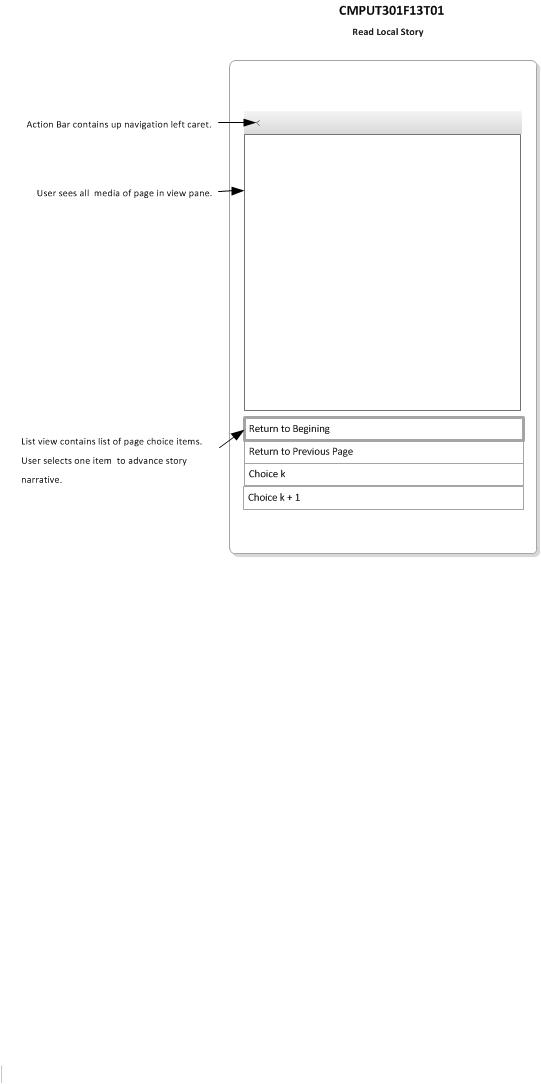 CMPUT301F13T01
Read Local Story
Action Bar contains up navigation left caret.
<
User sees all media of page in view pane.
Return to Begining
List view contains list of page choice items.
User selects one item to advance story
narrative.
Return to Previous Page
Choice k
Choice k + 1